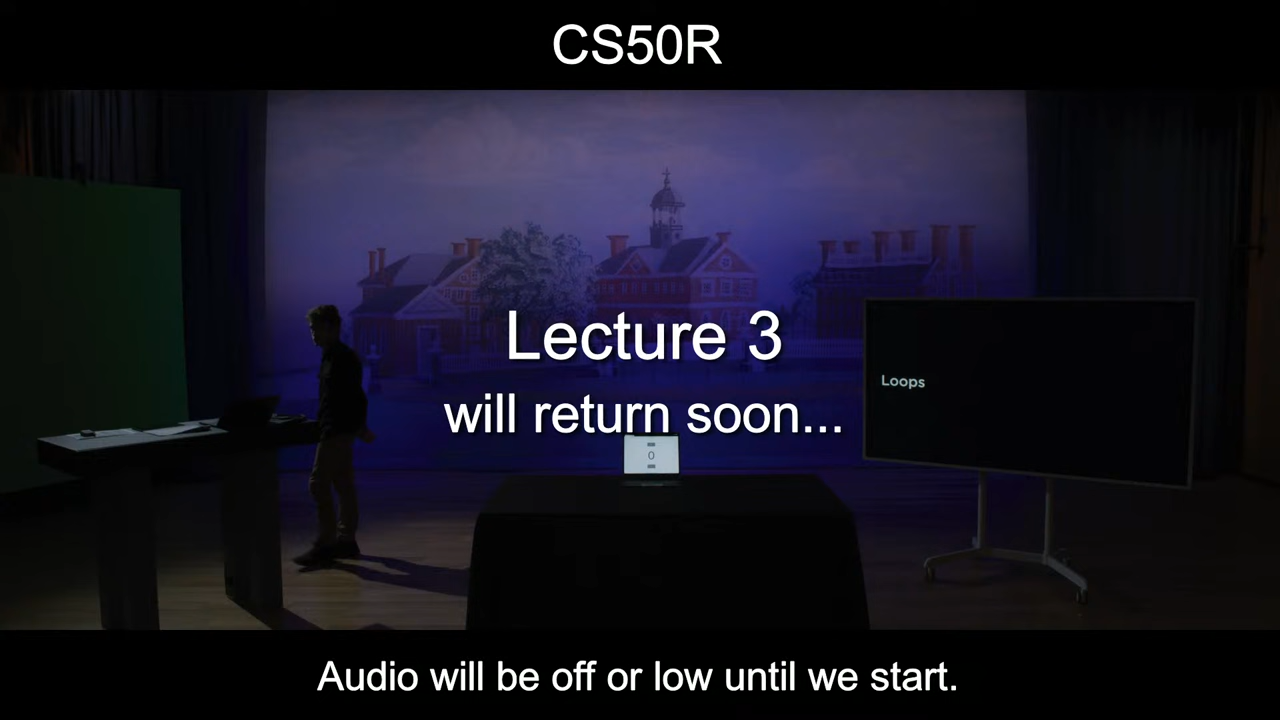 CS50R
Lecture 3
will return soon...
Loops
0
Audio will be off or low until we start.